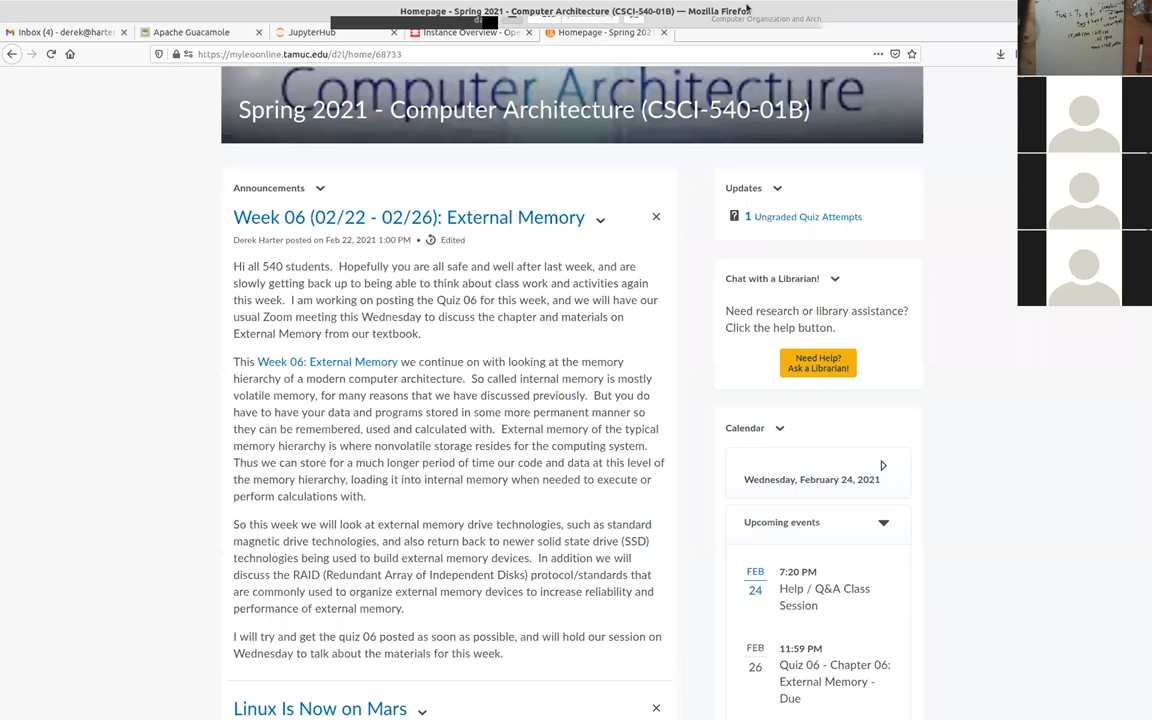 Homepage - Spring 2021 - Computer Architecture (CSCI-540-01B) — Mozilla Firefox
Computer Organization and Arch
Inbox (4) - derek@harter
Apache Guacamole
JupyterHub
Instance Overview - Ope
Homepage - Spring 202
https://myleoonline.tamuc.edu/d2l/home/68733
Computer Architecture
Spring 2021 - Computer Architecture (CSCI-540-01B)
Announcements
Week 06 (02/22 - 02/26): External Memory
Derek Harter posted on Feb 22, 2021 1:00 PM • Edited
Hi all 540 students. Hopefully you are all safe and well after last week, and are
slowly getting back up to being able to think about class work and activities again
this week. I am working on posting the Quiz 06 for this week, and we will have our
usual Zoom meeting this Wednesday to discuss the chapter and materials on
External Memory from our textbook.
This Week 06: External Memory we continue on with looking at the memory
hierarchy of a modern computer architecture. So called internal memory is mostly
volatile memory, for many reasons that we have discussed previously. But you do
have to have your data and programs stored in some more permanent manner so
they can be remembered, used and calculated with. External memory of the typical
memory hierarchy is where nonvolatile storage resides for the computing system.
Thus we can store for a much longer period of time our code and data at this level of
the memory hierarchy, loading it into internal memory when needed to execute or
perform calculations with.
So this week we will look at external memory drive technologies, such as standard
magnetic drive technologies, and also return back to newer solid state drive (SSD)
technologies being used to build external memory devices. In addition we will
discuss the RAID (Redundant Array of Independent Disks) protocol/standards that
are commonly used to organize external memory devices to increase reliability and
performance of external memory.
I will try and get the quiz 06 posted as soon as possible, and will hold our session on
Wednesday to talk about the materials for this week.
Linux Is Now on Mars
Updates
1 Ungraded Quiz Attempts
Chat with a Librarian!
Need research or library assistance?
Click the help button.
Need Help?
Ask a Librarian!
Calendar
Wednesday, February 24, 2021
Upcoming events
FEB
24
7:20 PM
Help / Q&A Class
Session
FEB
26
11:59 PM
Quiz 06 - Chapter 06:
External Memory -
Due